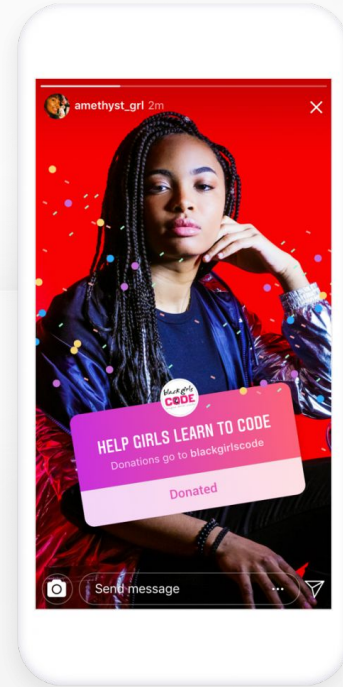 amethyst_grl 2m
black girls
CODE
HELP GIRLS LEARN TO CODE
Donations go to blackgirlscode
Donated
Send message